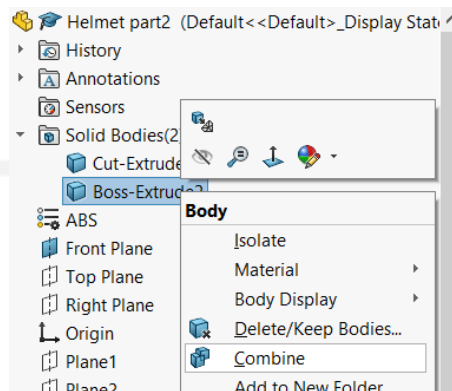 Helmet part2 (Default<<Default>_Display Stat
History
Annotations
Sensors
Solid Bodies(2
Cut-Extrude
Boss-Extrude2
Body
Isolate
ABS
Front Plane
Material
Top Plane
Body Display
Right Plane
Delete/Keep Bodies...
Origin
Combine
Plane1
Add to New Folder
Plane2